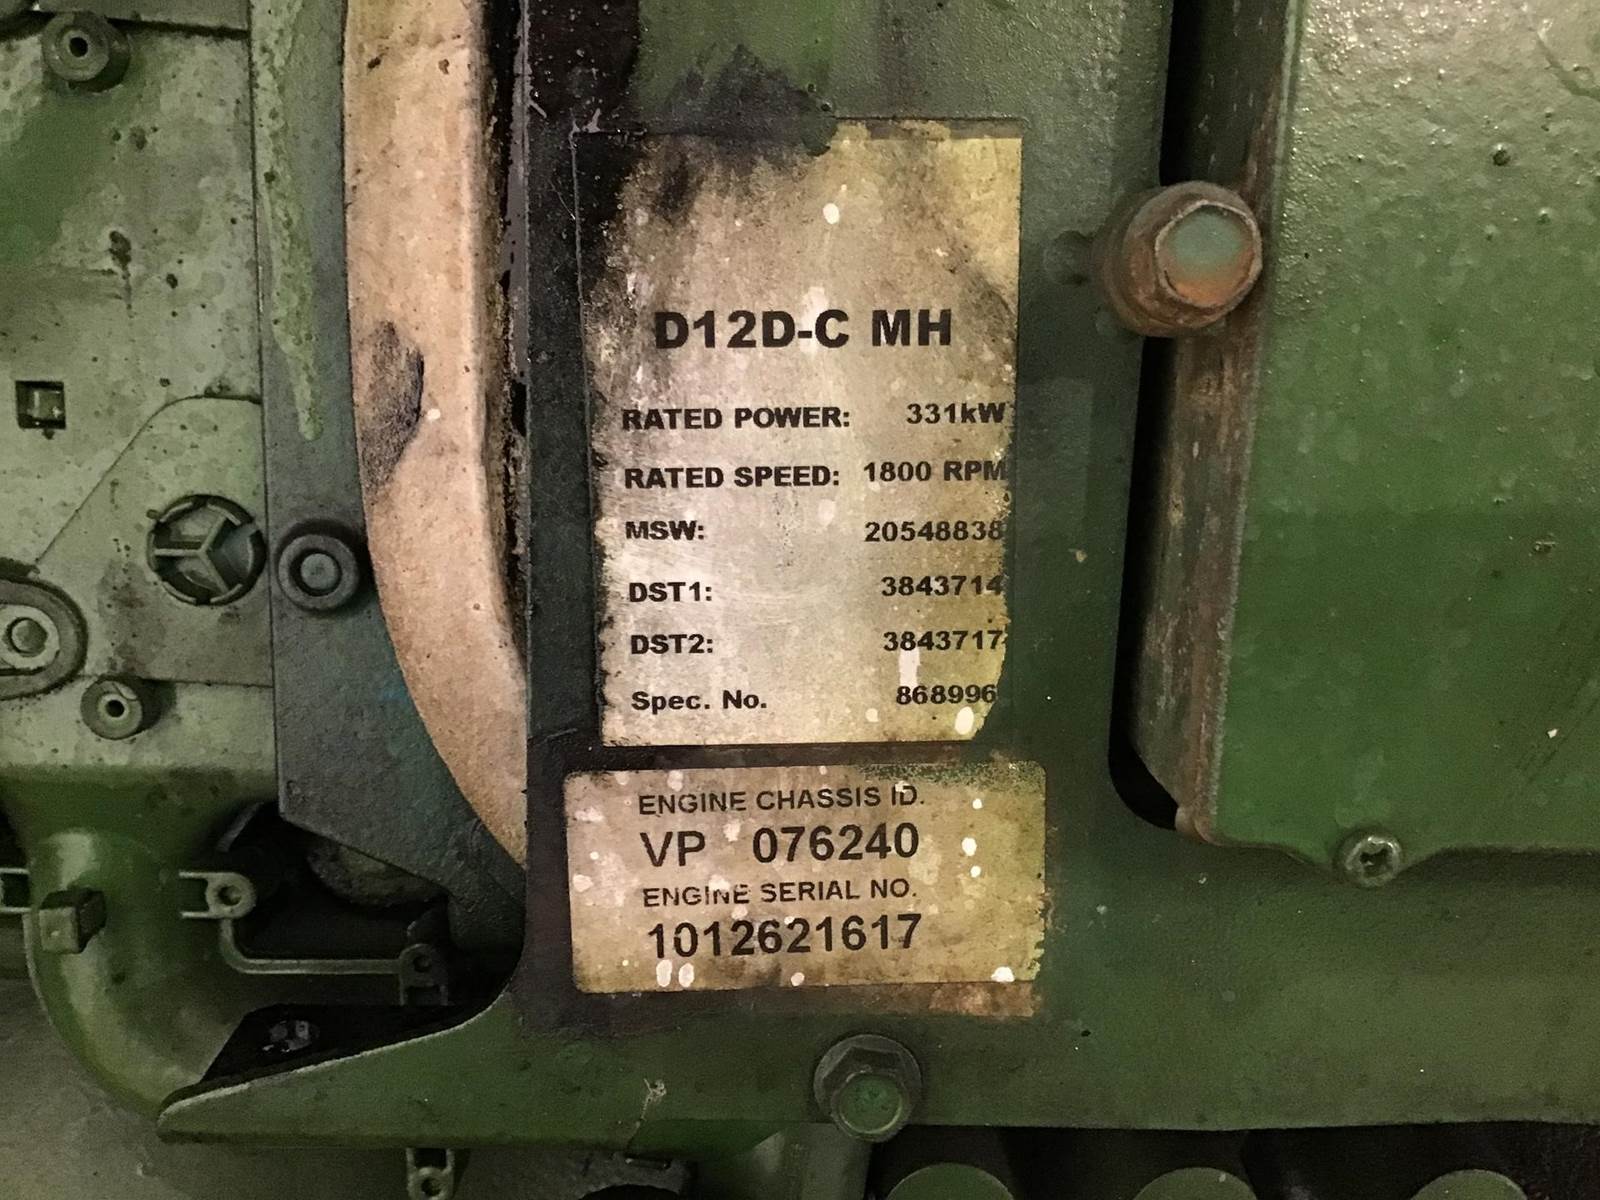 D12D-C MH
RATED POWER: 331kW
RATED SPEED: 1800 RPM
MSW: 20548838
DST1: 3843714
DST2: 3843717
Spec. No. 868996
ENGINE CHASSIS ID.
VP 076240
ENGINE SERIAL NO.
1012621617